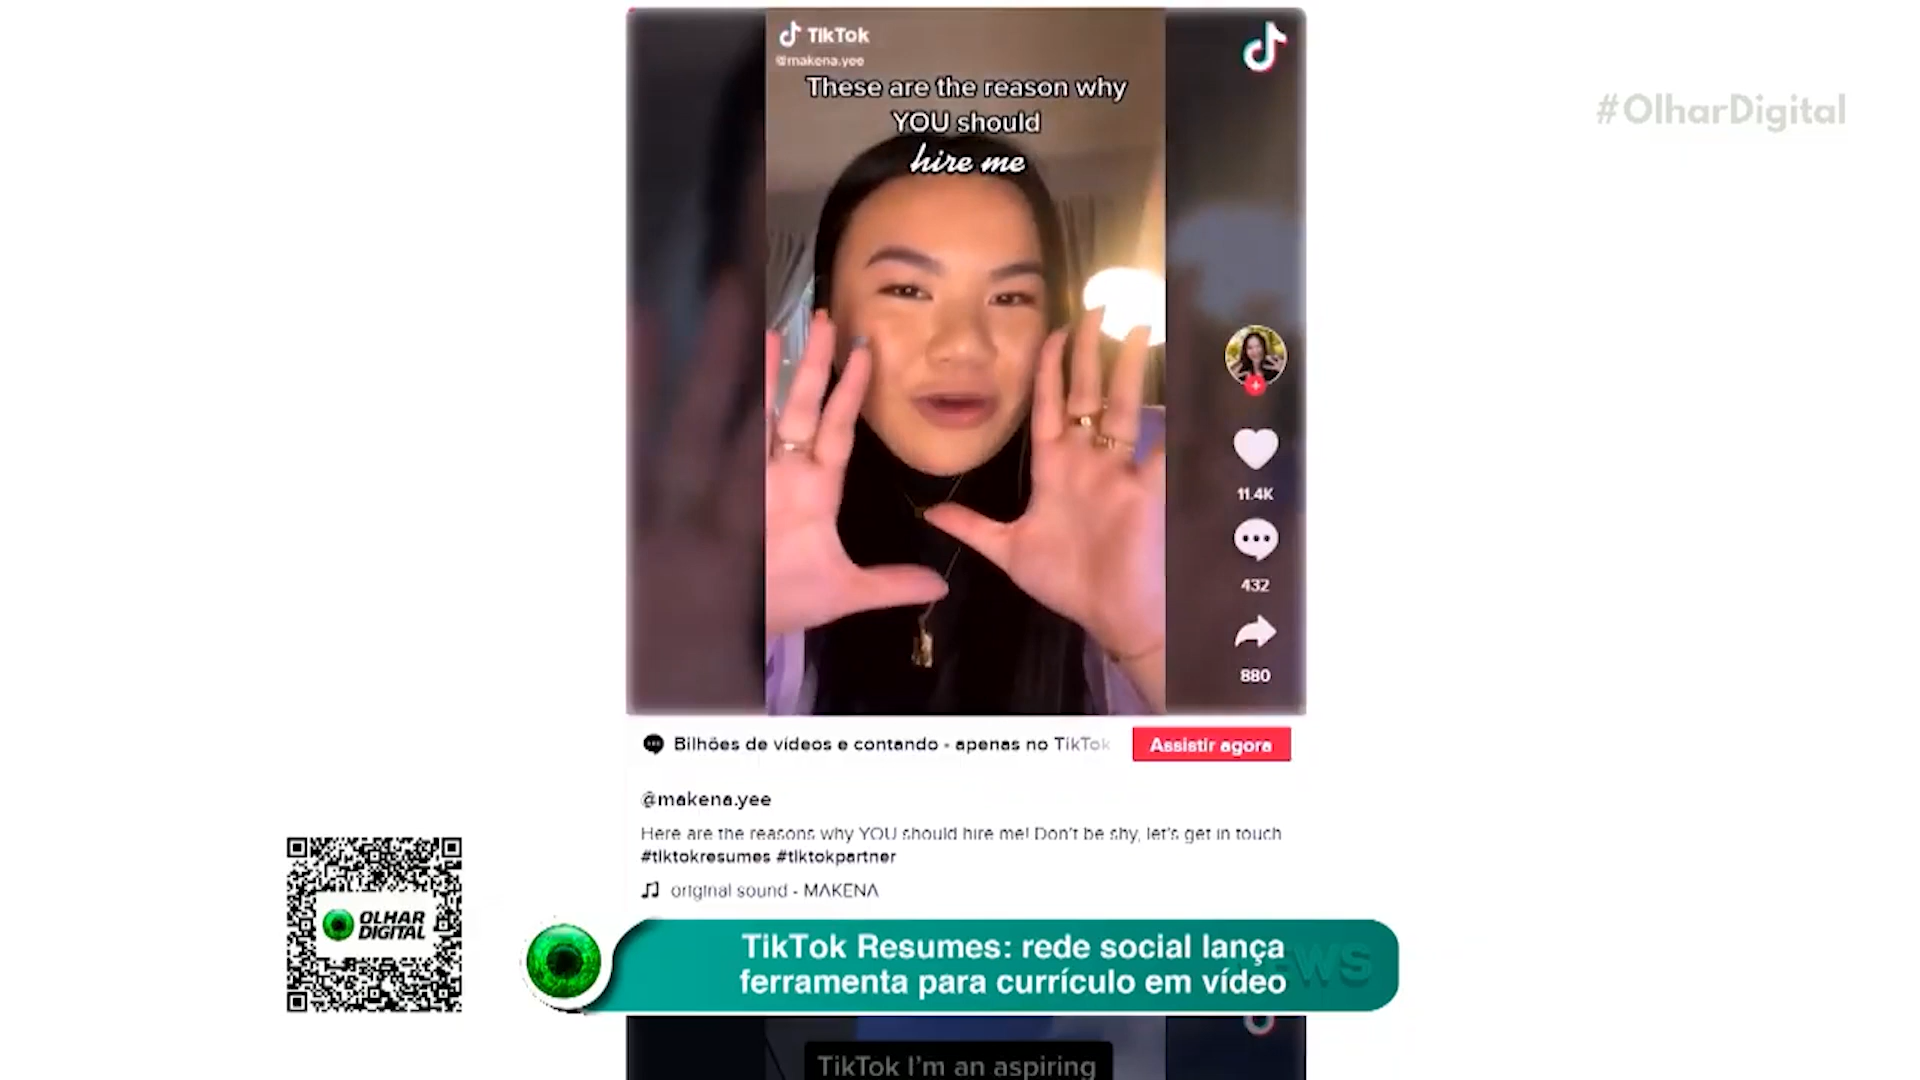 TikTok
@makena.yee
These are the reason why
YOU should
hire me
#OlharDigital
11.4K
432
880
Bilhões de vídeos e contando - apenas no TikTok
Assistir agora
@makena.yee
Here are the reasons why YOU should hire me! Don't be shy, let's get in touch
#tiktokresumes #tiktokpartner
original sound - MAKENA
OLHAR
DIGITAL
TikTok Resumes: rede social lança
ferramenta para currículo em vídeo
TikTok I'm an aspiring